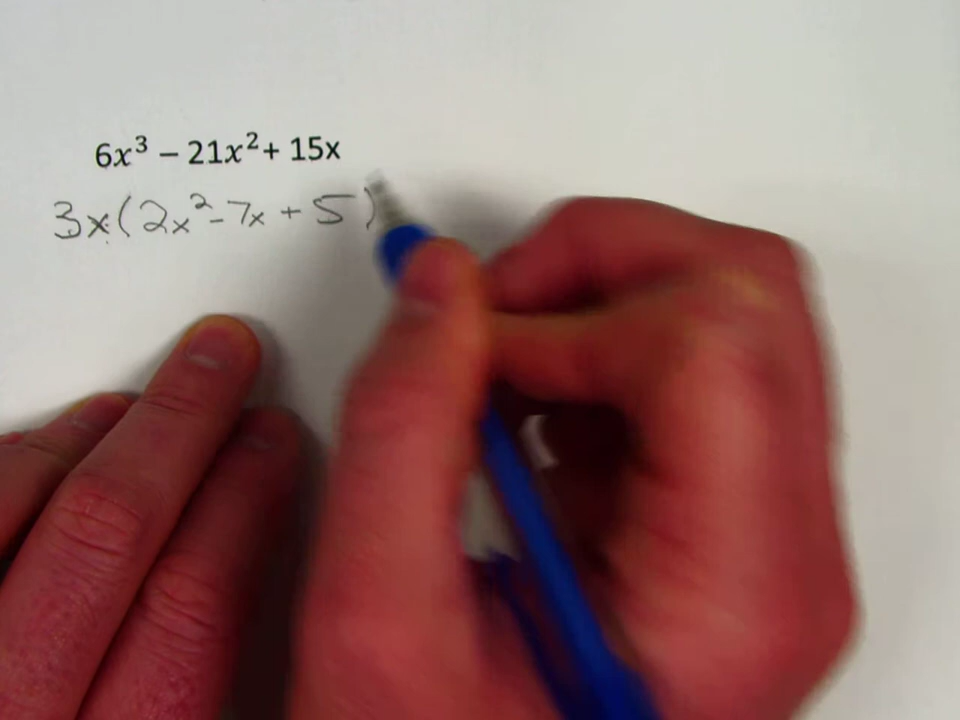 6x³ – 21x² + 15x
3x(2x² - 7x + 5)